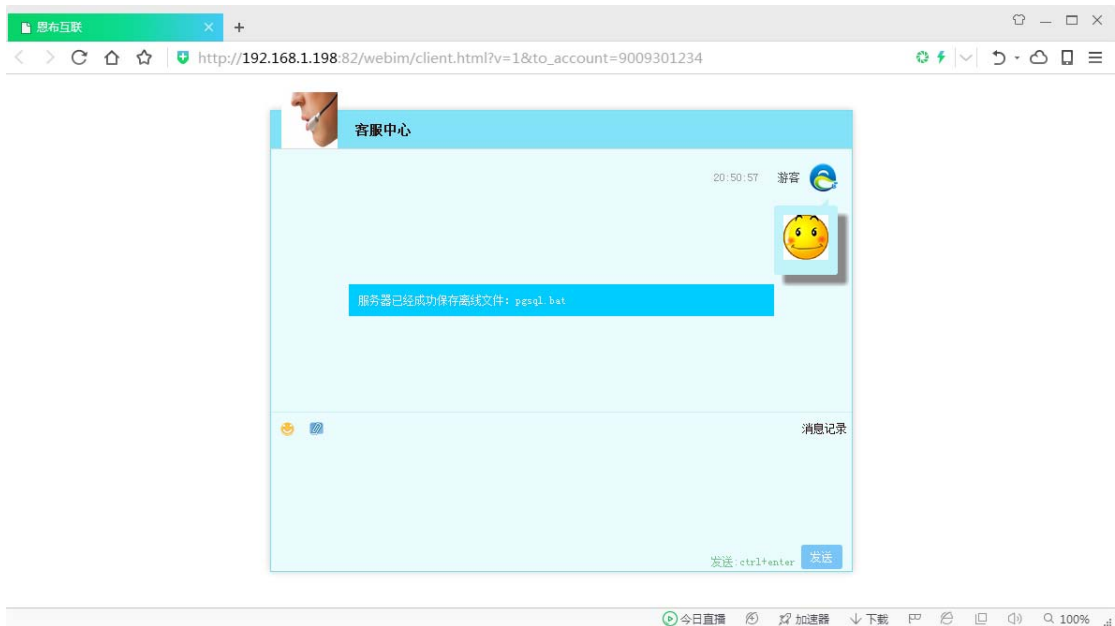 恩布互联
http://192.168.1.198:82/webim/client.html?v=1&to_account=9009301234
客服中心
20:50:57 游客
服务器已经成功保存离线文件: pgsql.bat
消息记录
发送:ctrl+enter 发送
今日直播 加速器 下载 100%